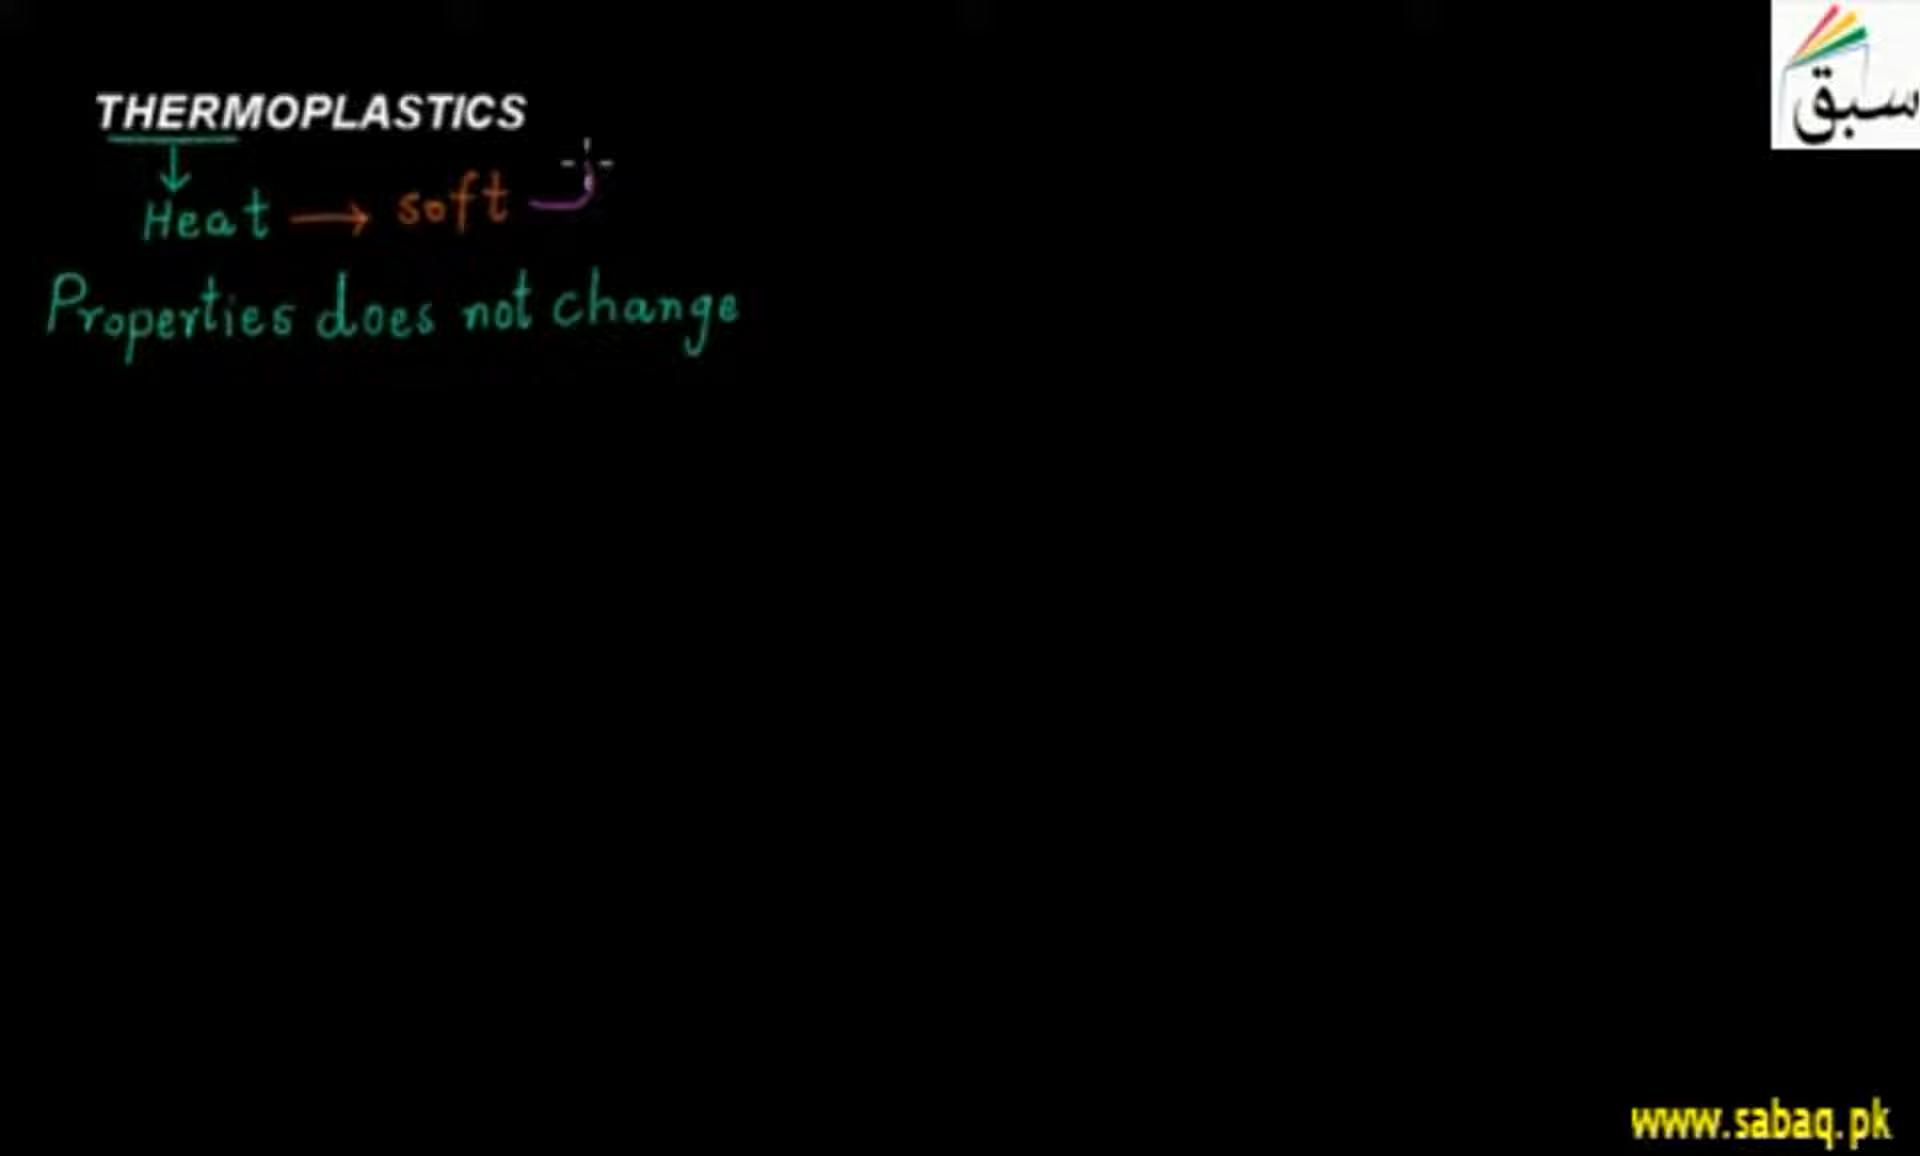 سبق
THERMOPLASTICS
Heat → soft
Properties does not change
www.sabaq.pk